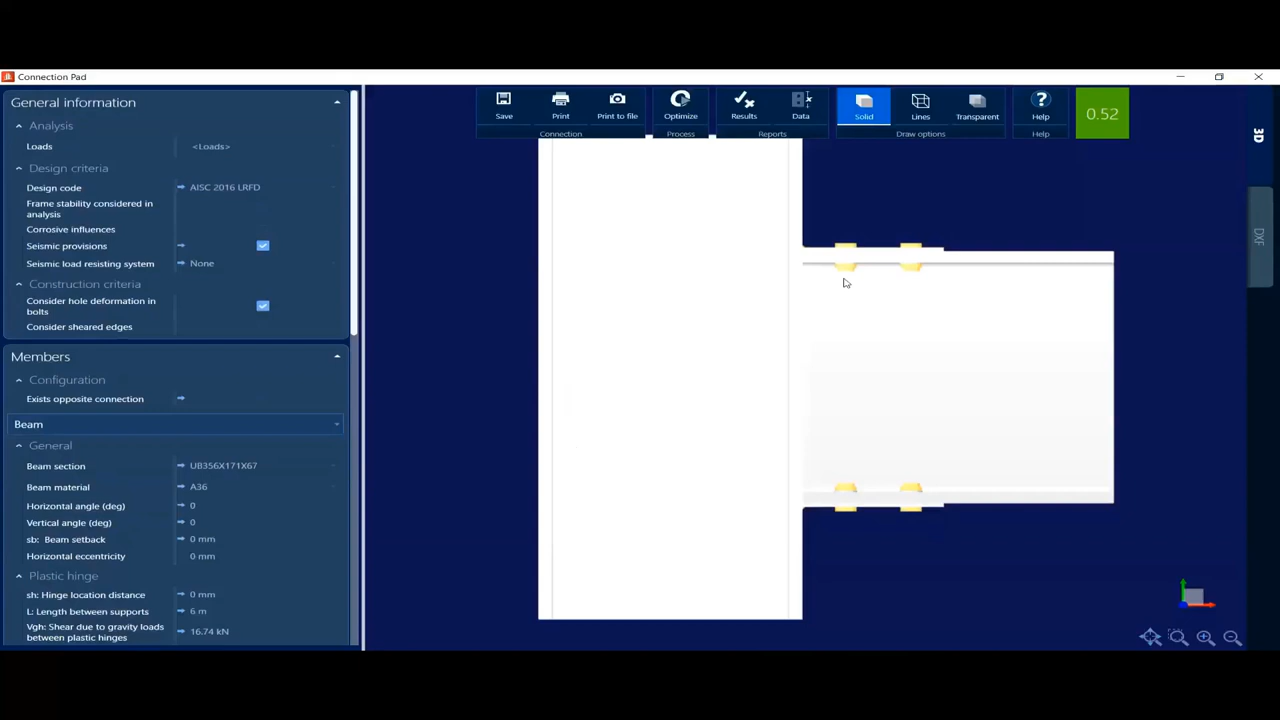 Connection Pad
General information
Analysis
Loads <Loads>
Design criteria
Design code AISC 2016 LRFD
Frame stability considered in
analysis
Corrosive influences
Seismic provisions
Seismic load resisting system None
Construction criteria
Consider hole deformation in
bolts
Consider sheared edges
Members
Configuration
Exists opposite connection
Beam
General
Beam section UB356X171X67
Beam material A36
Horizontal angle (deg) 0
Vertical angle (deg) 0
sb: Beam setback 0 mm
Horizontal eccentricity 0 mm
Plastic hinge
sh: Hinge location distance 0 mm
L: Length between supports 6 m
Vgh: Shear due to gravity loads
between plastic hinges 16.74 kN
Save Print Print to file Optimize Results Data Solid Lines Transparent Help
Connection Process Reports Draw options Help
0.52
3D
DXF